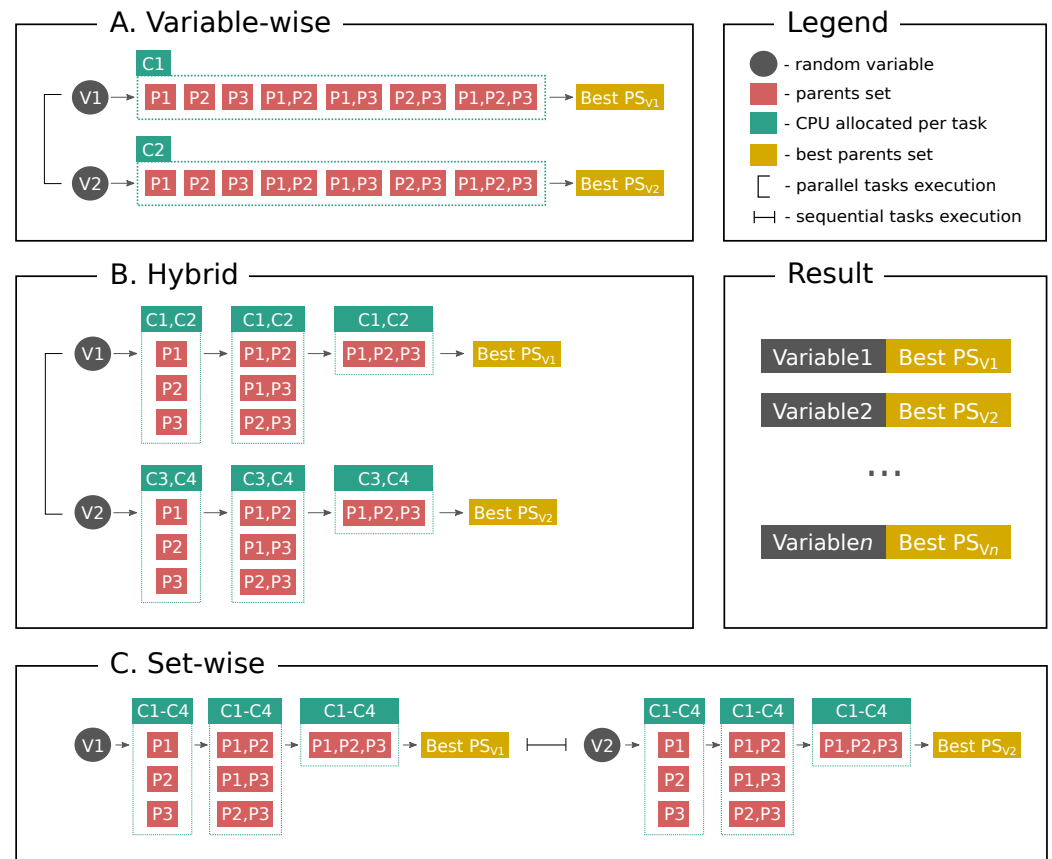 A. Variable-wise
C1
V1 P1 P2 P3 P1,P2 P1,P3 P2,P3 P1,P2,P3 Best PSV1
C2
V2 P1 P2 P3 P1,P2 P1,P3 P2,P3 P1,P2,P3 Best PSV2
Legend
- random variable
- parents set
- CPU allocated per task
- best parents set
- parallel tasks execution
- sequential tasks execution
B. Hybrid
C1,C2 C1,C2 C1,C2
V1 P1 P1,P2 P1,P2,P3 Best PSV1
P2 P1,P3
P3 P2,P3
C3,C4 C3,C4 C3,C4
V2 P1 P1,P2 P1,P2,P3 Best PSV2
P2 P1,P3
P3 P2,P3
Result
Variable1 Best PSV1
Variable2 Best PSV2
...
Variablen Best PSVn
C. Set-wise
C1-C4 C1-C4 C1-C4 C1-C4 C1-C4 C1-C4
V1 P1 P1,P2 P1,P2,P3 Best PSV1 V2 P1 P1,P2 P1,P2,P3 Best PSV2
P2 P1,P3 P2 P1,P3
P3 P2,P3 P3 P2,P3